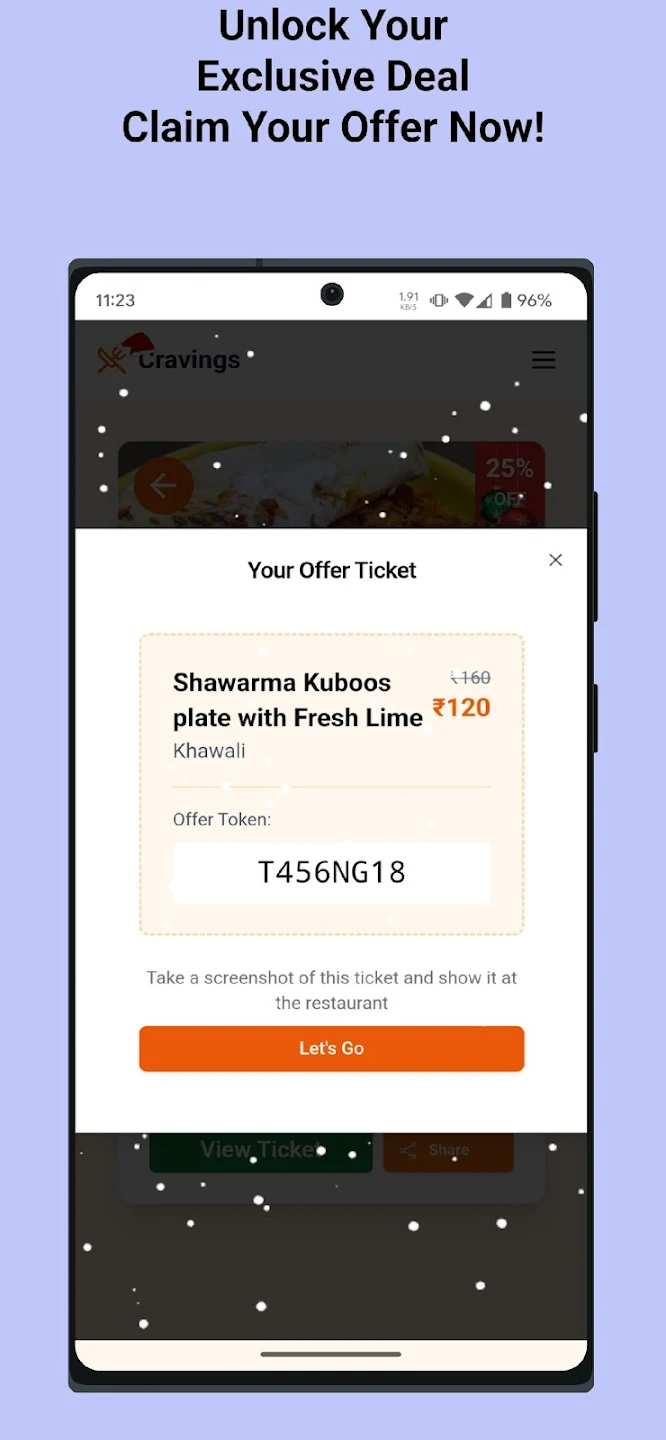 Unlock Your
Exclusive Deal
Claim Your Offer Now!
11:23
1.91
KB/S
96%
Cravings
25%
OFF
Your Offer Ticket
Shawarma Kuboos
plate with Fresh Lime
₹160
₹120
Khawali
Offer Token:
T456NG18
Take a screenshot of this ticket and show it at
the restaurant
Let's Go
View Ticket
Share